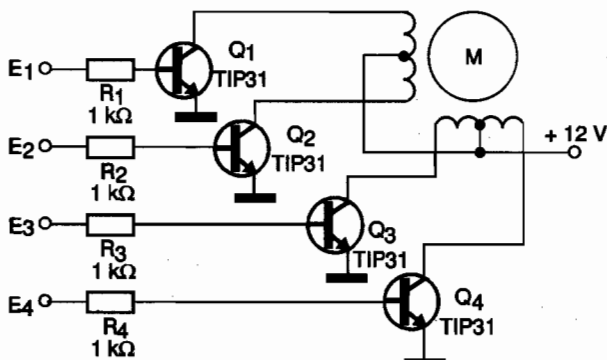 Q1
M
E1
TIP31
R1
1 kΩ
Q2
+ 12 V
E2
TIP31
R2
1 kΩ
E3
Q3
R3
TIP31
1 kΩ
E4
Q4
R4
TIP31
1 kΩ